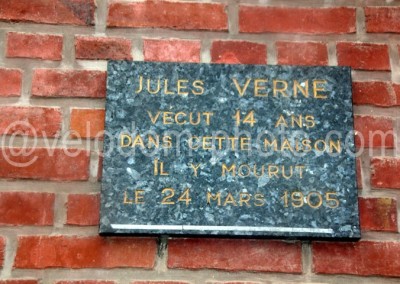 JULES VERNE
VECUT 14 ANS
DANS CETTE MAISON
IL Y MOURUT
LE 24 MARS 1905